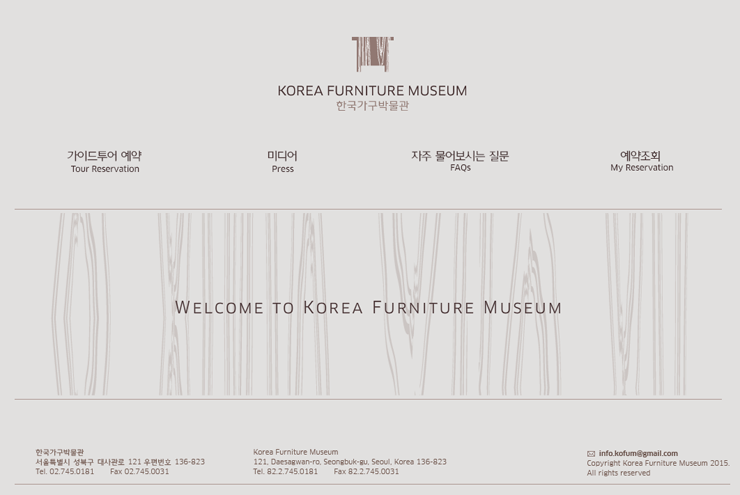 KOREA FURNITURE MUSEUM
한국가구박물관
가이드투어 예약
Tour Reservation
미디어
Press
자주 물어보시는 질문
FAQs
예약조회
My Reservation
WELCOME TO KOREA FURNITURE MUSEUM
한국가구박물관
서울특별시 성북구 대사관로 121 우편번호 136-823
Tel. 02.745.0181 Fax 02.745.0031
Korea Furniture Museum
121, Daesagwan-ro, Seongbuk-gu, Seoul, Korea 136-823
Tel. 82.2.745.0181 Fax 82.2.745.0031
info.kofum@gmail.com
Copyright Korea Furniture Museum 2015.
All rights reserved